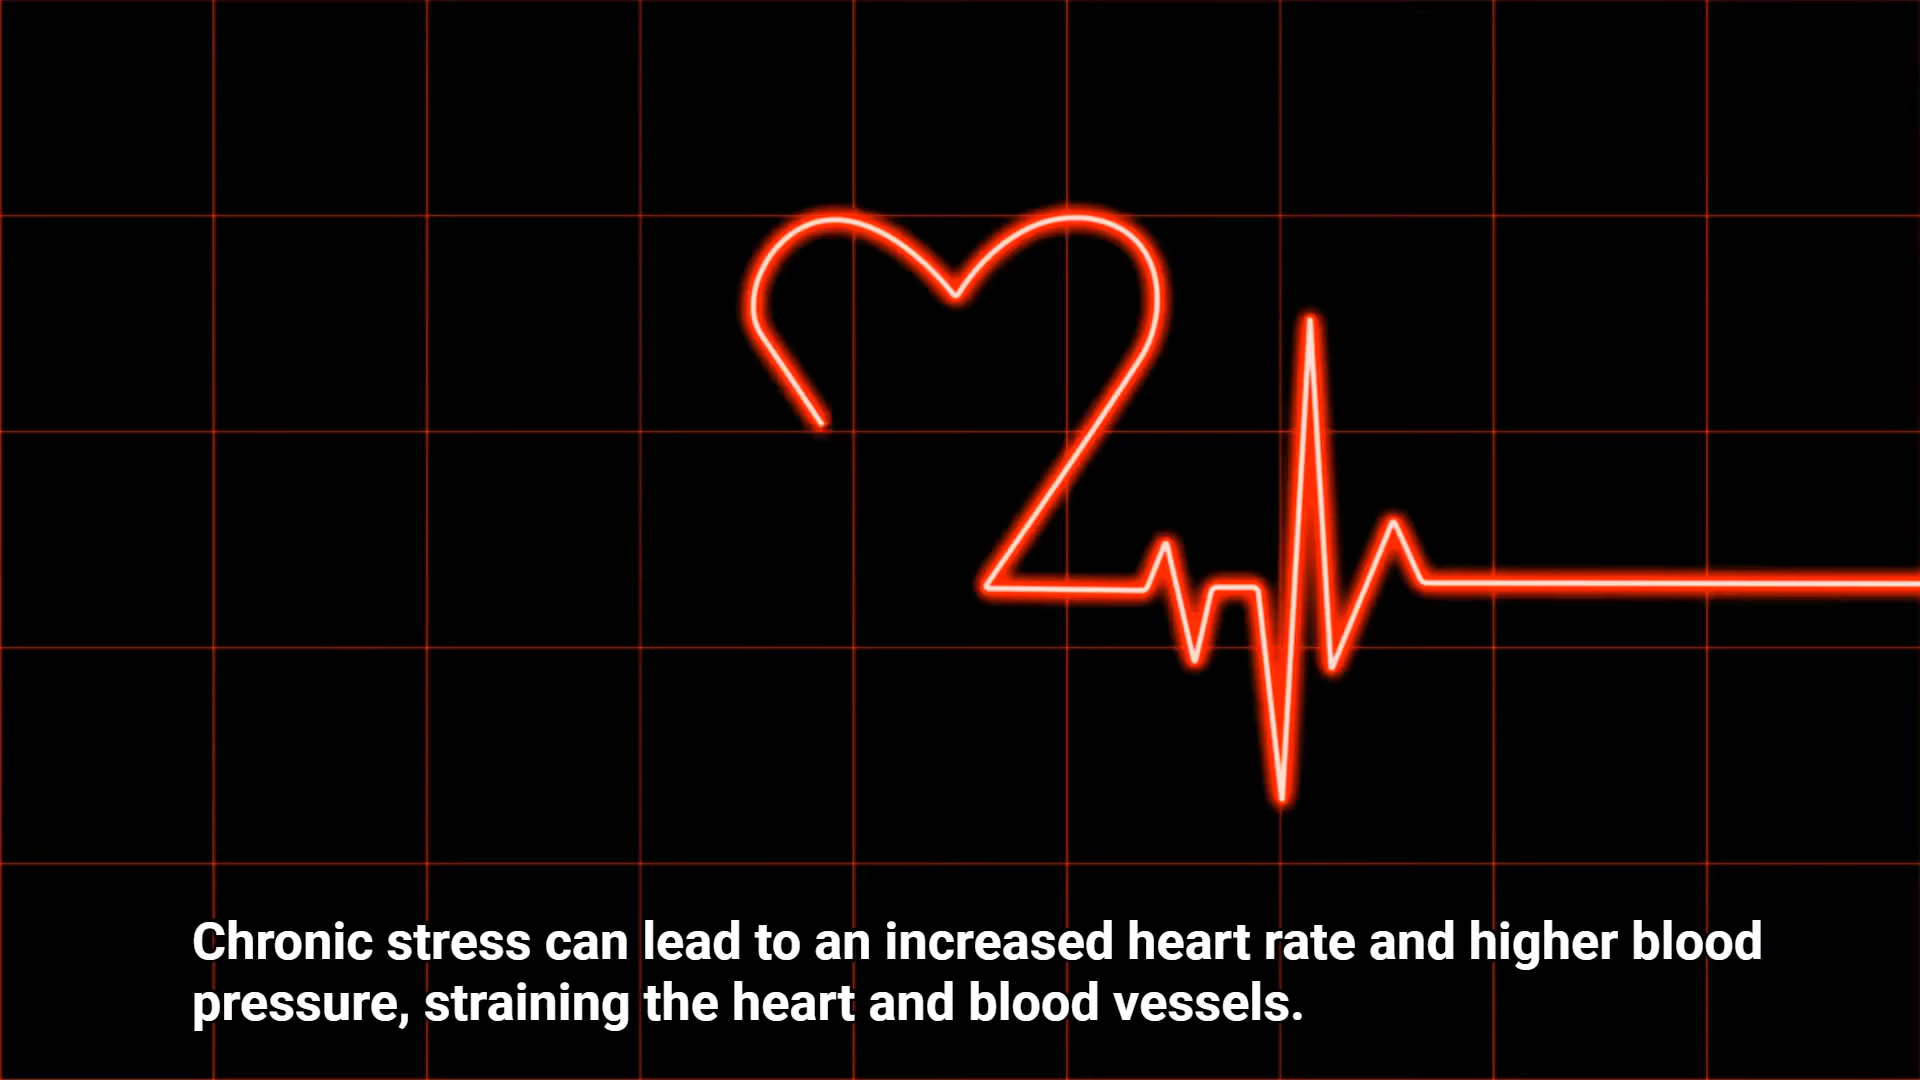 Chronic stress can lead to an increased heart rate and higher blood
pressure, straining the heart and blood vessels.